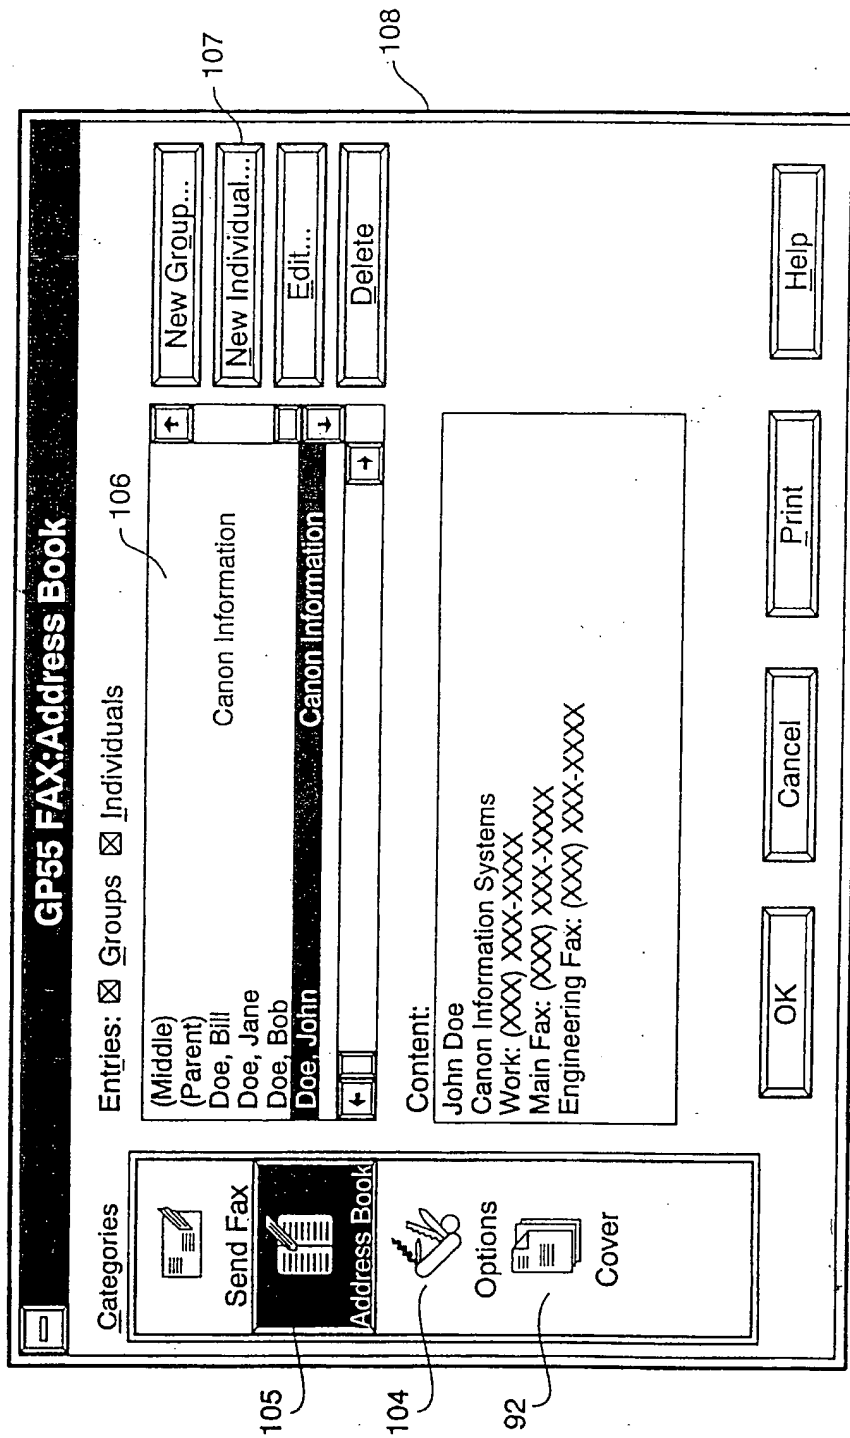 GP55 FAX:Address Book
Categories
Send Fax
Address Book
Options
Cover
Entries: ☒ Groups ☒ Individuals
(Middle)
(Parent)
Doe, Bill
Doe, Jane Canon Information
Doe, Bob
Doe, John Canon Information
New Group...
New Individual...
Edit...
Delete
Content:
John Doe
Canon Information Systems
Work: (XXX) XXX-XXXX
Main Fax: (XXX) XXX-XXXX
Engineering Fax: (XXX) XXX-XXXX
OK
Cancel
Print
Help
105
104
92
106
107
108